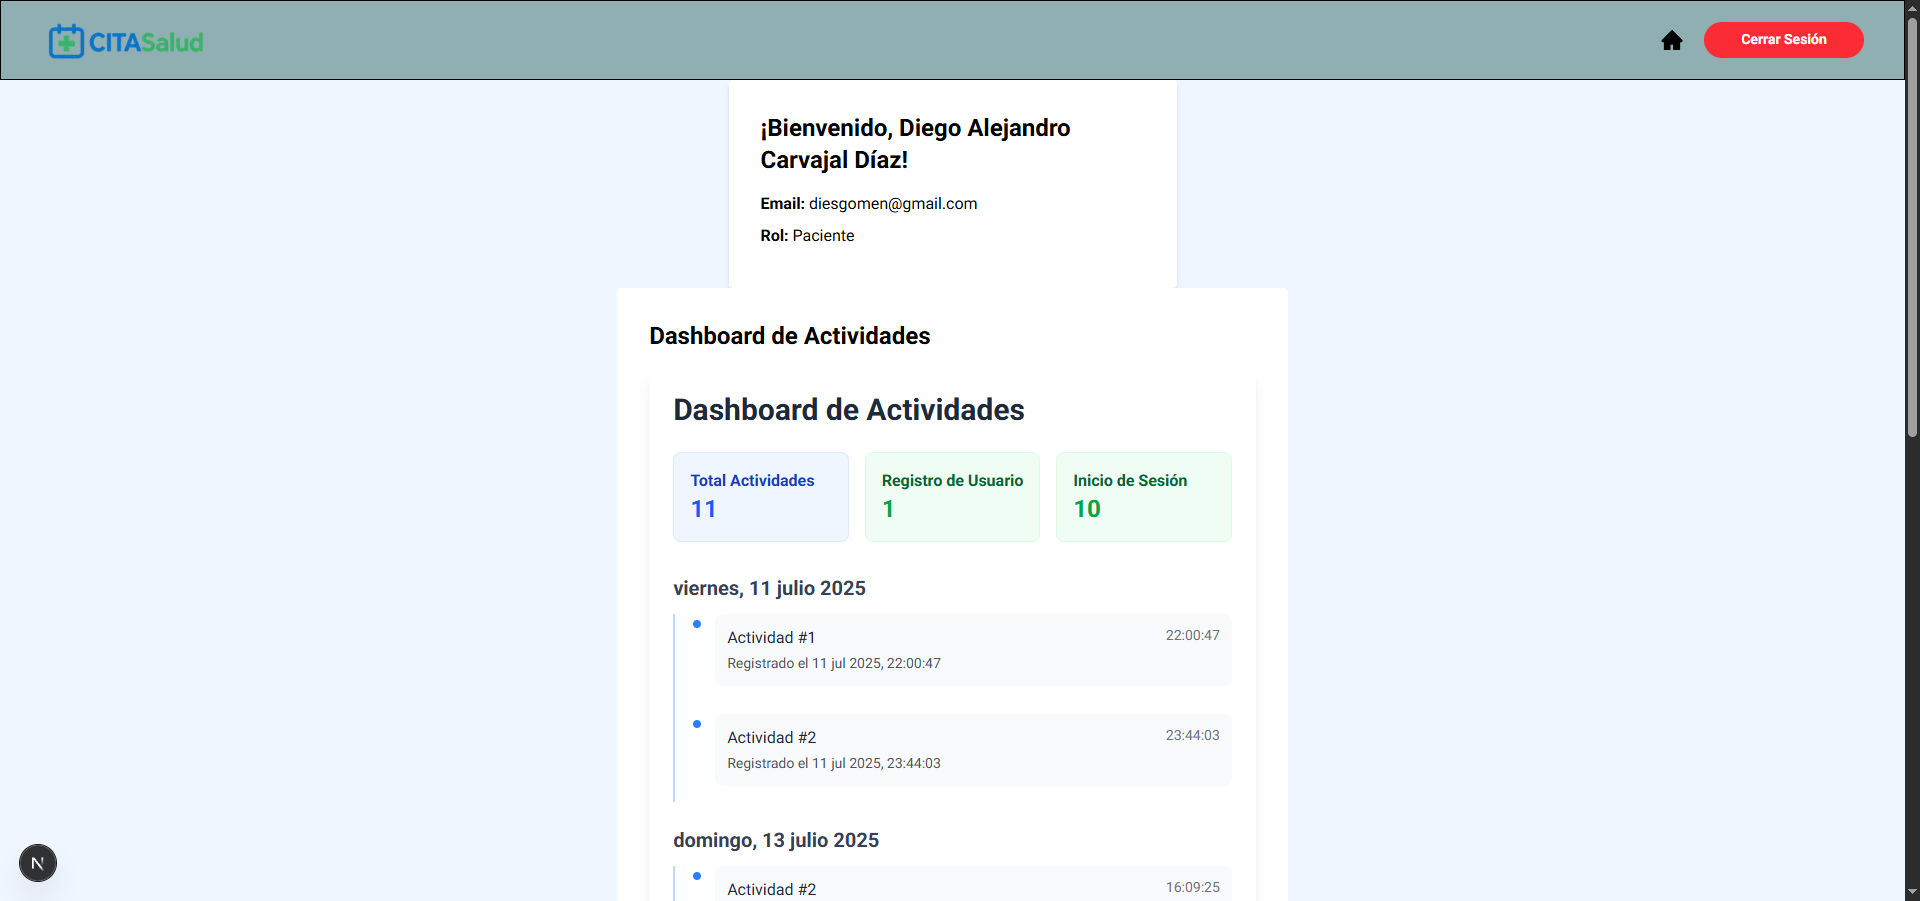 CITASalud
Cerrar Sesión
¡Bienvenido, Diego Alejandro
Carvajal Díaz!
Email: diesgomen@gmail.com
Rol: Paciente
Dashboard de Actividades
Dashboard de Actividades
Total Actividades
11
Registro de Usuario
1
Inicio de Sesión
10
viernes, 11 julio 2025
Actividad #1
22:00:47
Registrado el 11 jul 2025, 22:00:47
Actividad #2
23:44:03
Registrado el 11 jul 2025, 23:44:03
domingo, 13 julio 2025
Actividad #2
16:09:25
N